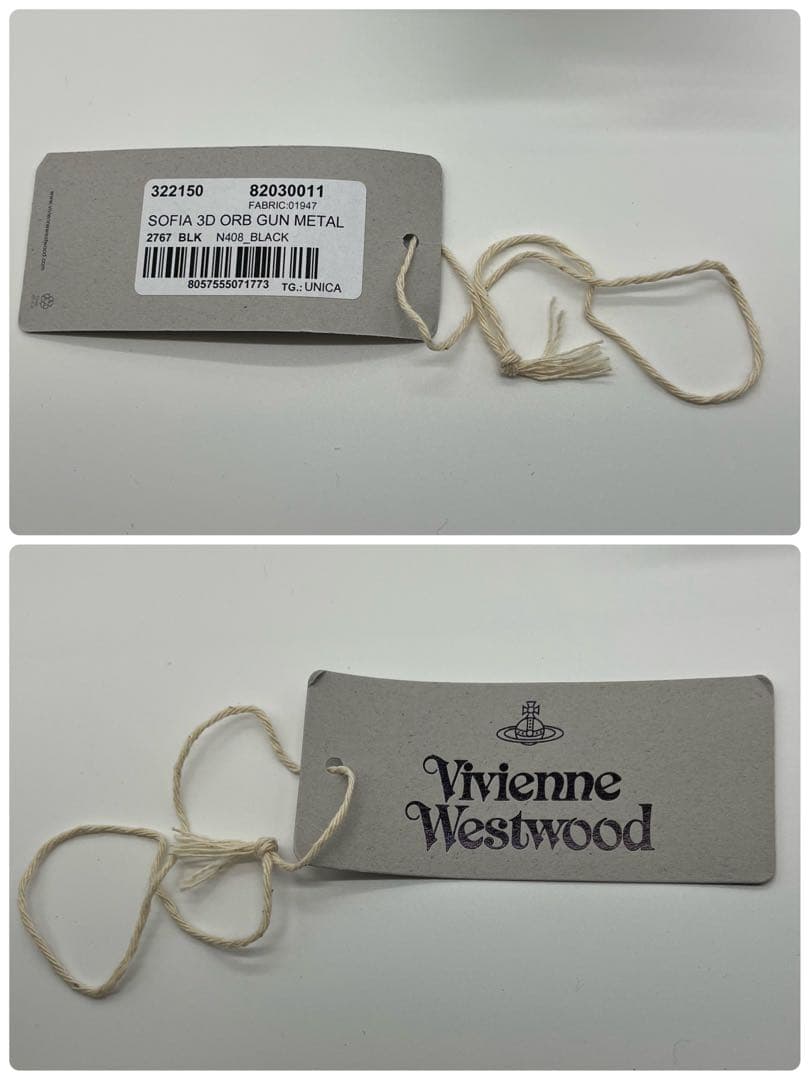 322150 82030011
FABRIC:01947
SOFIA 3D ORB GUN METAL
2767 BLK N408_BLACK
8057555071773 TG.: UNICA
Vivienne
Westwood